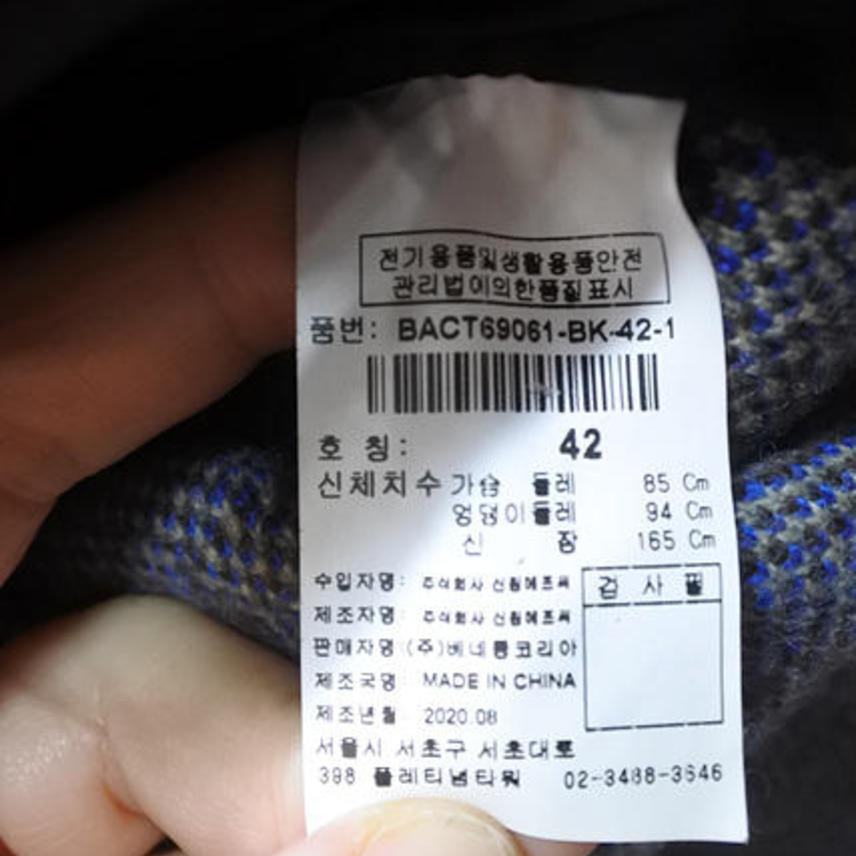 전기용품및생활용품안전
관리법에의한품질표시
품번: BACT69061-BK-42-1
호 칭: 42
신체치수 가슴 둘레 85 Cm
엉덩이둘레 94 Cm
신 장 165 Cm
수입자명: 주식회사 신원에프씨
검 사 필
제조자명: 주식회사 신원에프씨
판매자명:(주)베네통코리아
제조국명 MADE IN CHINA
제조년월 2020.08
서울시 서초구 서초대로
398 플래티넘타워 02-3488-3646